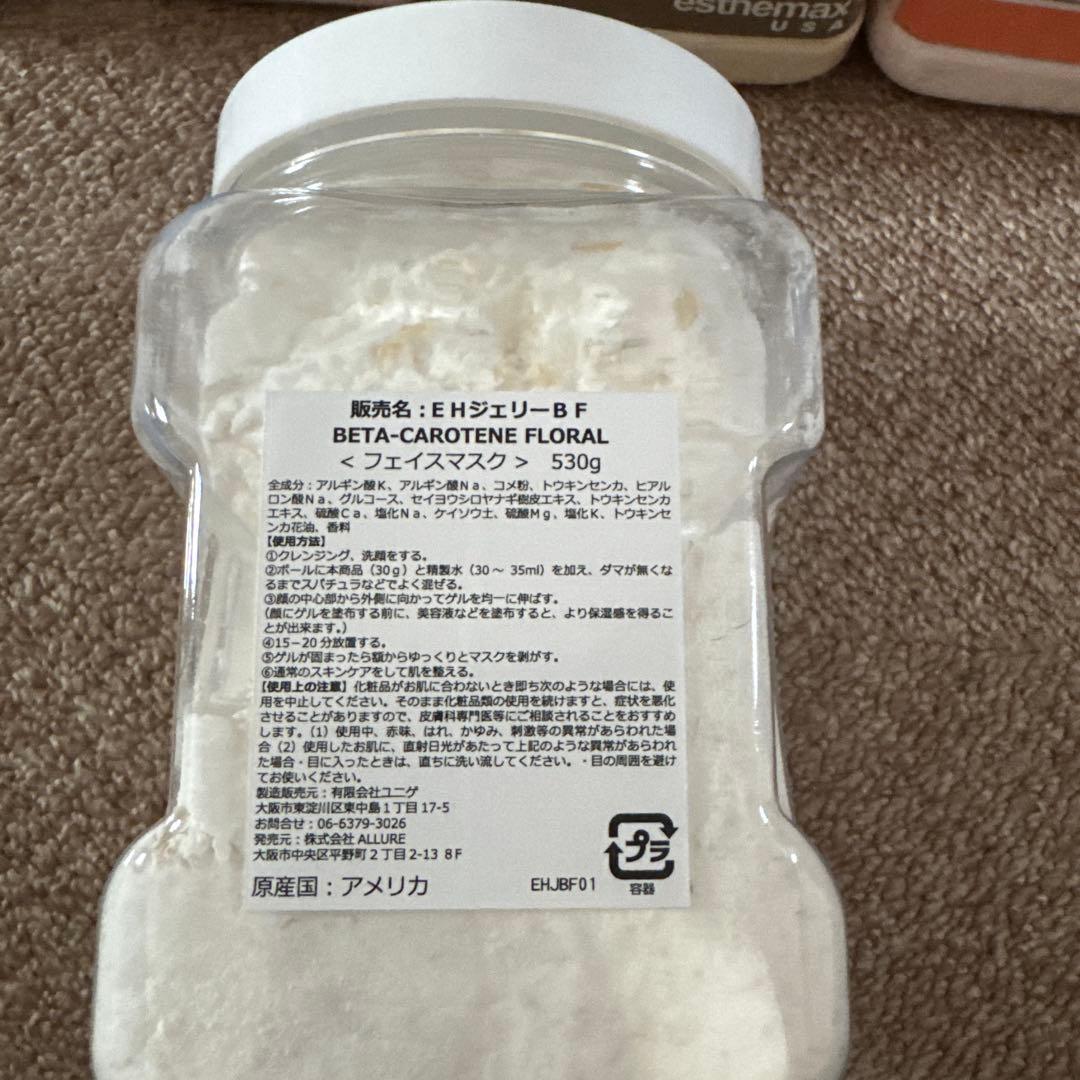 esthemax
USA
販売名：ＥＨジェリーＢＦ
BETA-CAROTENE FLORAL
＜フェイスマスク＞ 530g
全成分：アルギン酸Ｋ、アルギン酸Ｎａ、コメ粉、トウキンセンカ、ヒアル
ロン酸Ｎａ、グルコース、セイヨウシロヤナギ樹皮エキス、トウキンセンカ
エキス、硫酸Ｃａ、塩化Ｎａ、ケイソウ土、硫酸Ｍｇ、塩化Ｋ、トウキンセ
ンカ花油、香料
【使用方法】
①クレンジング、洗顔をする。
②ボールに本商品（30ｇ）と精製水（30 ～ 35ml）を加え、ダマが無くな
るまでスパチュラなどでよく混ぜる。
③顔の中心部から外側に向かってゲルを均一に伸ばす。
（顔にゲルを塗布する前に、美容液などを塗布すると、より保湿感を得るこ
とが出来ます。）
④15－20 分放置する。
⑤ゲルが固まったら額からゆっくりとマスクを剥がす。
⑥通常のスキンケアをして肌を整える。
【使用上の注意】化粧品がお肌に合わないとき即ち次のような場合には、使
用を中止してください。そのまま化粧品類の使用を続けますと、症状を悪化
させることがありますので、皮膚科専門医等にご相談されることをおすすめ
します。（1）使用中、赤味、はれ、かゆみ、刺激等の異常があらわれた場
合（2）使用したお肌に、直射日光があたって上記のような異常があらわれ
た場合・目に入ったときは、直ちに洗い流してください。・目の周囲を避け
てお使いください。
製造販売元：有限会社ユニゲ
大阪市東淀川区東中島１丁目17-5
お問合せ：06-6379-3026
発売元：株式会社 ALLURE
大阪市中央区平野町２丁目2-13 ８Ｆ
プラ
容器
原産国：アメリカ
EHJBF01